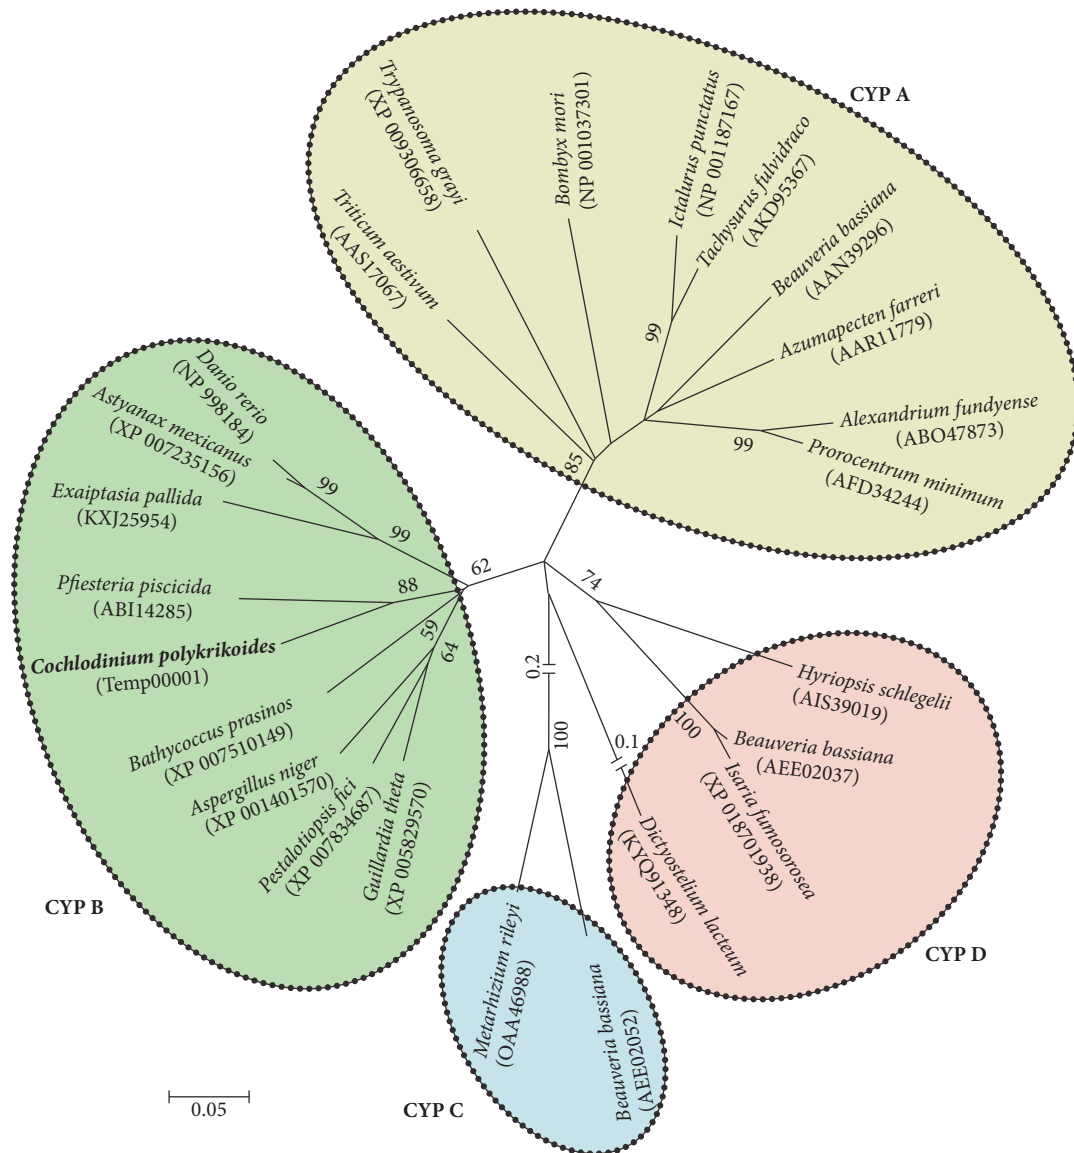 CYP A
Trypanosoma grayi
(XP 009306658)
Bombyx mori
(NP 001037301)
Ictalurus punctatus
(NP 001187167)
Tachysurus fulvidraco
(AKD95367)
Beauveria bassiana
(AAN39296)
Triticum aestivum
(AAS17067)
Azumapecten farreri
(AAR11779)
99
Alexandrium fundyense
(ABO47873)
99
Prorocentrum minimum
(AFD34244)
85
Danio rerio
(NP 998184)
Astyanax mexicanus
(XP 007235156)
99
Exaiptasia pallida
(KXJ25954)
99
62
88
Pfiesteria piscicida
(ABI14285)
59
64
Cochlodinium polykrikoides
(Temp00001)
Bathycoccus prasinos
(XP 007510149)
Aspergillus niger
(XP 001401570)
Pestalotiopsis fici
(XP 007834687)
Guillardia theta
(XP 005829570)
CYP B
74
0.2
100
0.1
100
Hyriopsis schlegelii
(AIS39019)
Beauveria bassiana
(AEE02037)
Isaria fumosorosea
(XP 018701938)
Dictyostelium lacteum
(KYQ91348)
CYP D
Metarhizium rileyi
(OAA46988)
Beauveria bassiana
(AEE02052)
CYP C
0.05